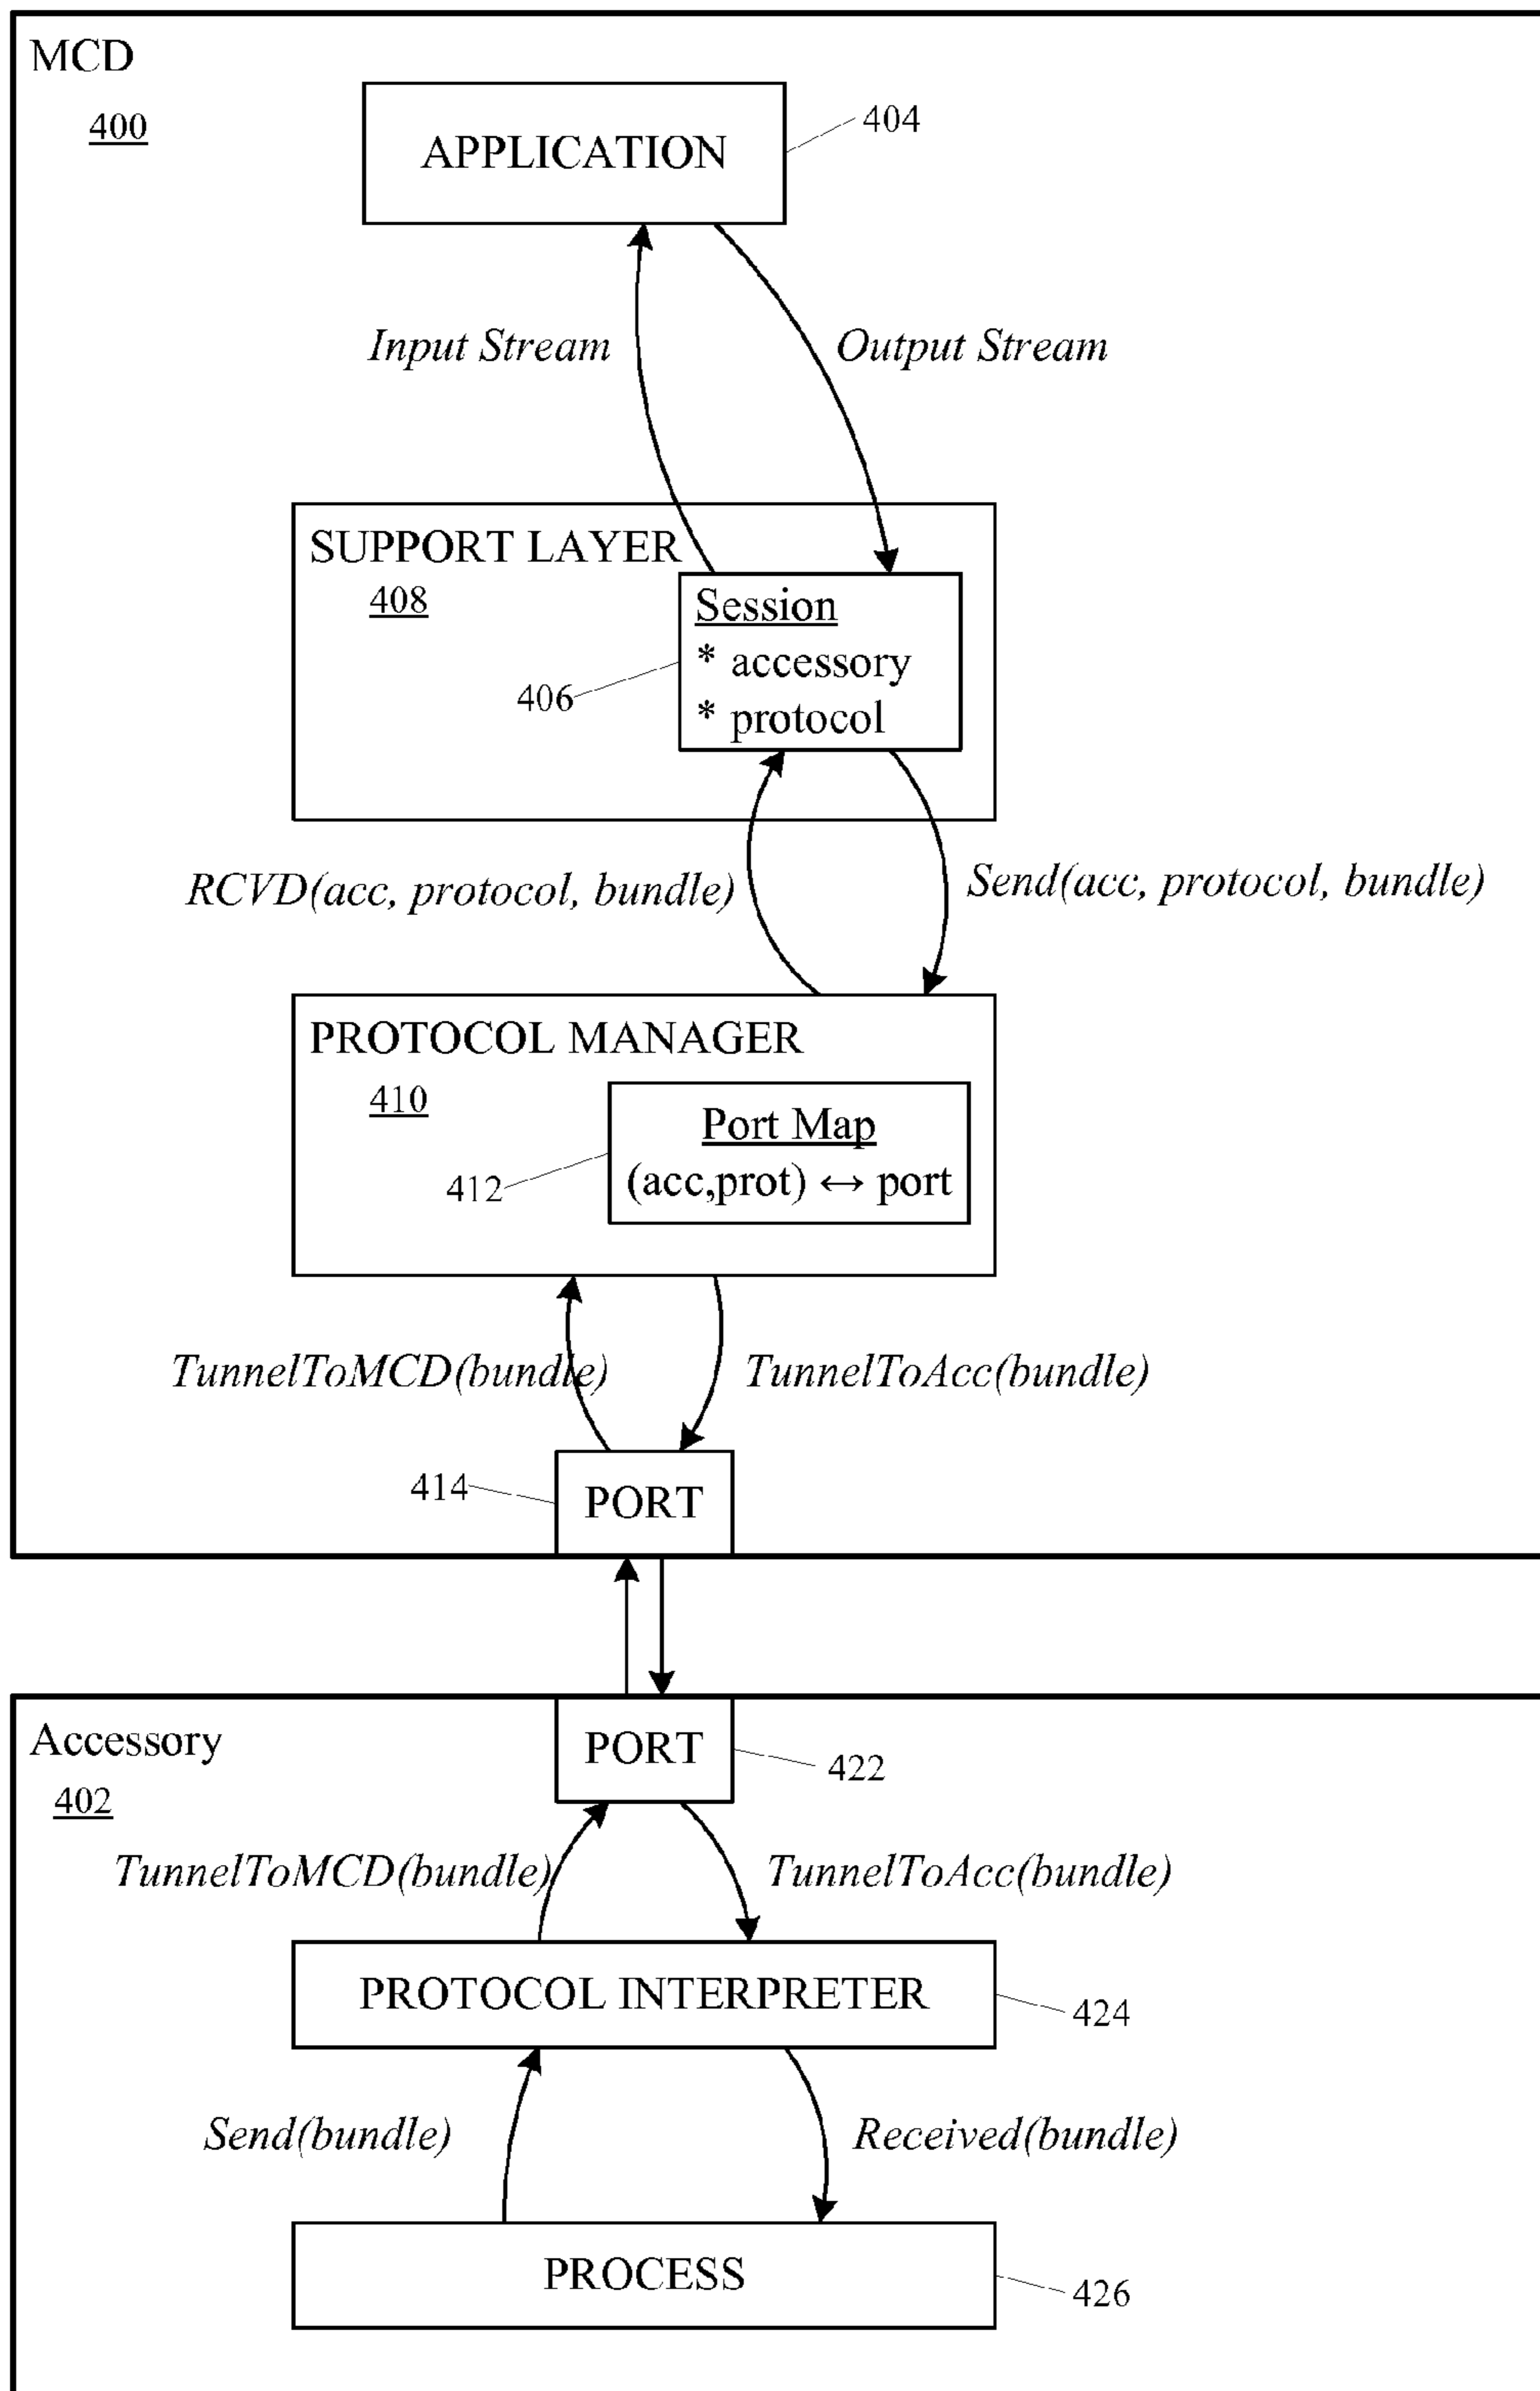 MCD
400
APPLICATION
404
Input Stream
Output Stream
SUPPORT LAYER
408
Session
* accessory
* protocol
406
RCVD(acc, protocol, bundle)
Send(acc, protocol, bundle)
PROTOCOL MANAGER
410
Port Map
(acc,prot) ↔ port
412
TunnelToMCD(bundle)
TunnelToAcc(bundle)
414
PORT
Accessory
402
PORT
422
TunnelToMCD(bundle)
TunnelToAcc(bundle)
PROTOCOL INTERPRETER
424
Send(bundle)
Received(bundle)
PROCESS
426